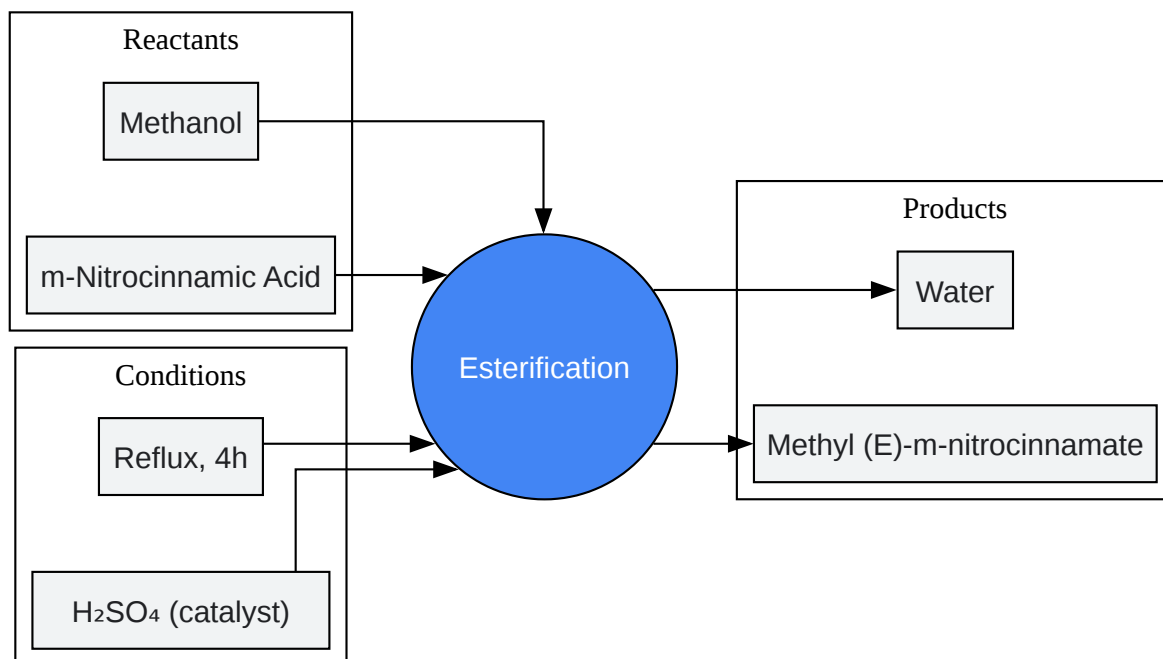 Reactants
Methanol
m-Nitrocinnamic Acid
Conditions
Reflux, 4h
H₂SO₄ (catalyst)
Esterification
Products
Water
Methyl (E)-m-nitrocinnamate